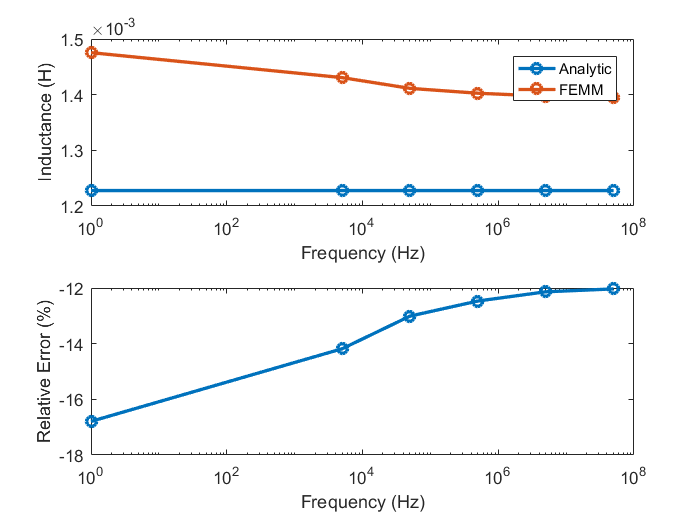 ×10⁻³
1.5
1.4
1.3
1.2
Inductance (H)
Analytic
FEMM
10⁰ 10² 10⁴ 10⁶ 10⁸
Frequency (Hz)
-12
-14
-16
-18
Relative Error (%)
10⁰ 10² 10⁴ 10⁶ 10⁸
Frequency (Hz)